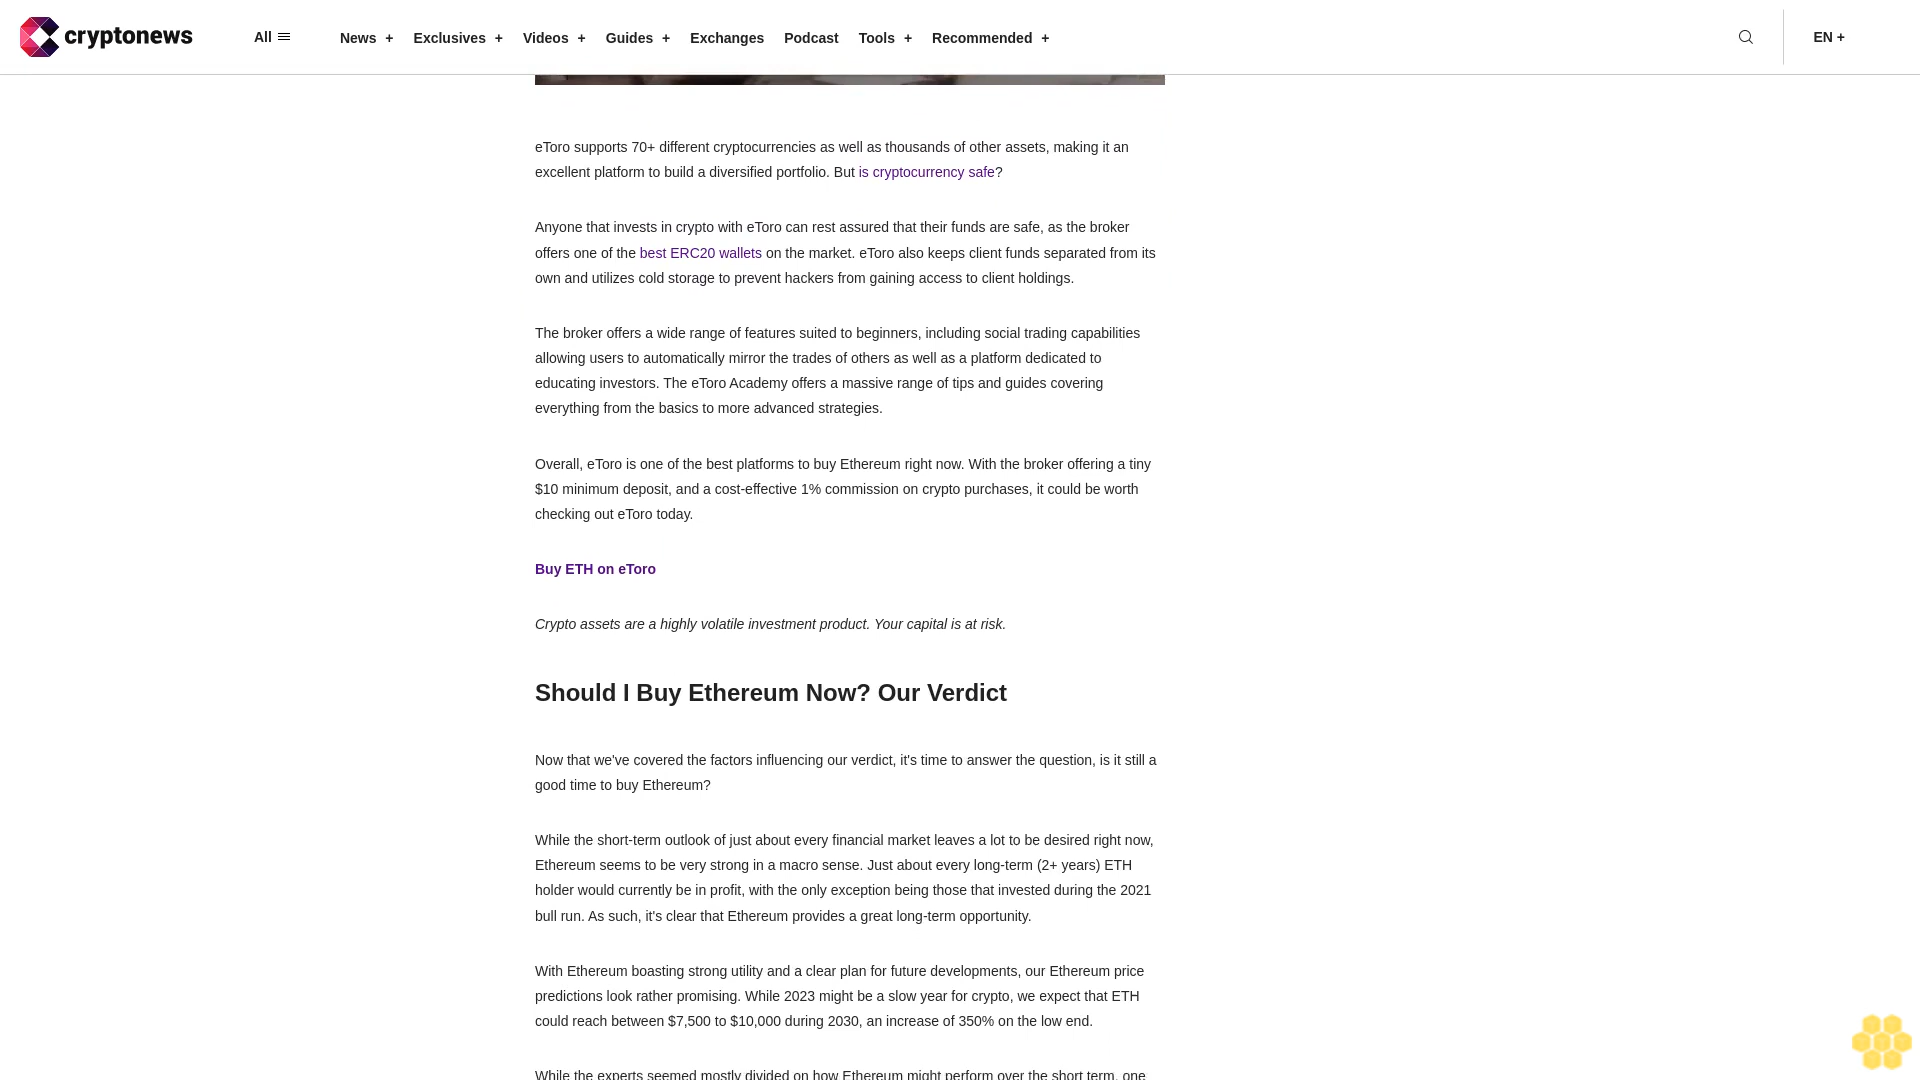 cryptonews
All
News +
Exclusives +
Videos +
Guides +
Exchanges
Podcast
Tools +
Recommended +
EN +
eToro supports 70+ different cryptocurrencies as well as thousands of other assets, making it an
excellent platform to build a diversified portfolio. But is cryptocurrency safe?
Anyone that invests in crypto with eToro can rest assured that their funds are safe, as the broker
offers one of the best ERC20 wallets on the market. eToro also keeps client funds separated from its
own and utilizes cold storage to prevent hackers from gaining access to client holdings.
The broker offers a wide range of features suited to beginners, including social trading capabilities
allowing users to automatically mirror the trades of others as well as a platform dedicated to
educating investors. The eToro Academy offers a massive range of tips and guides covering
everything from the basics to more advanced strategies.
Overall, eToro is one of the best platforms to buy Ethereum right now. With the broker offering a tiny
$10 minimum deposit, and a cost-effective 1% commission on crypto purchases, it could be worth
checking out eToro today.
Buy ETH on eToro
Crypto assets are a highly volatile investment product. Your capital is at risk.
Should I Buy Ethereum Now? Our Verdict
Now that we've covered the factors influencing our verdict, it's time to answer the question, is it still a
good time to buy Ethereum?
While the short-term outlook of just about every financial market leaves a lot to be desired right now,
Ethereum seems to be very strong in a macro sense. Just about every long-term (2+ years) ETH
holder would currently be in profit, with the only exception being those that invested during the 2021
bull run. As such, it's clear that Ethereum provides a great long-term opportunity.
With Ethereum boasting strong utility and a clear plan for future developments, our Ethereum price
predictions look rather promising. While 2023 might be a slow year for crypto, we expect that ETH
could reach between $7,500 to $10,000 during 2030, an increase of 350% on the low end.
While the experts seemed mostly divided on how Ethereum might perform over the short term, one